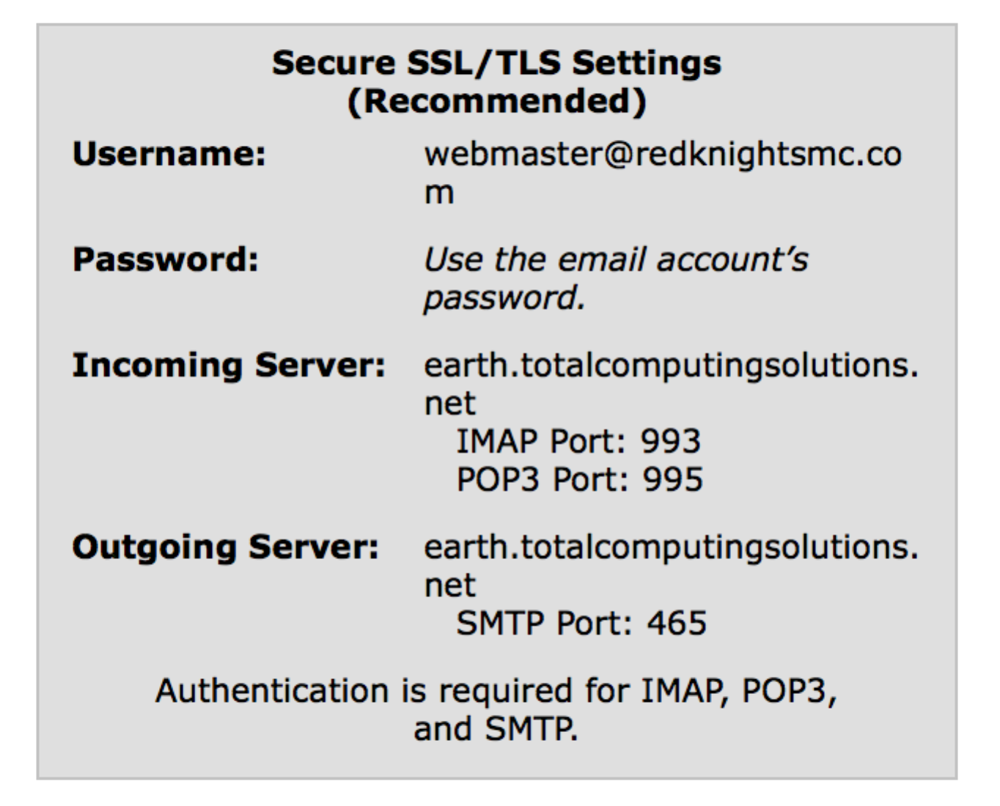 Secure SSL/TLS Settings
(Recommended)
Username: webmaster@redknightsmc.co
m
Password: Use the email account’s
password.
Incoming Server: earth.totalcomputingsolutions.
net
IMAP Port: 993
POP3 Port: 995
Outgoing Server: earth.totalcomputingsolutions.
net
SMTP Port: 465
Authentication is required for IMAP, POP3,
and SMTP.